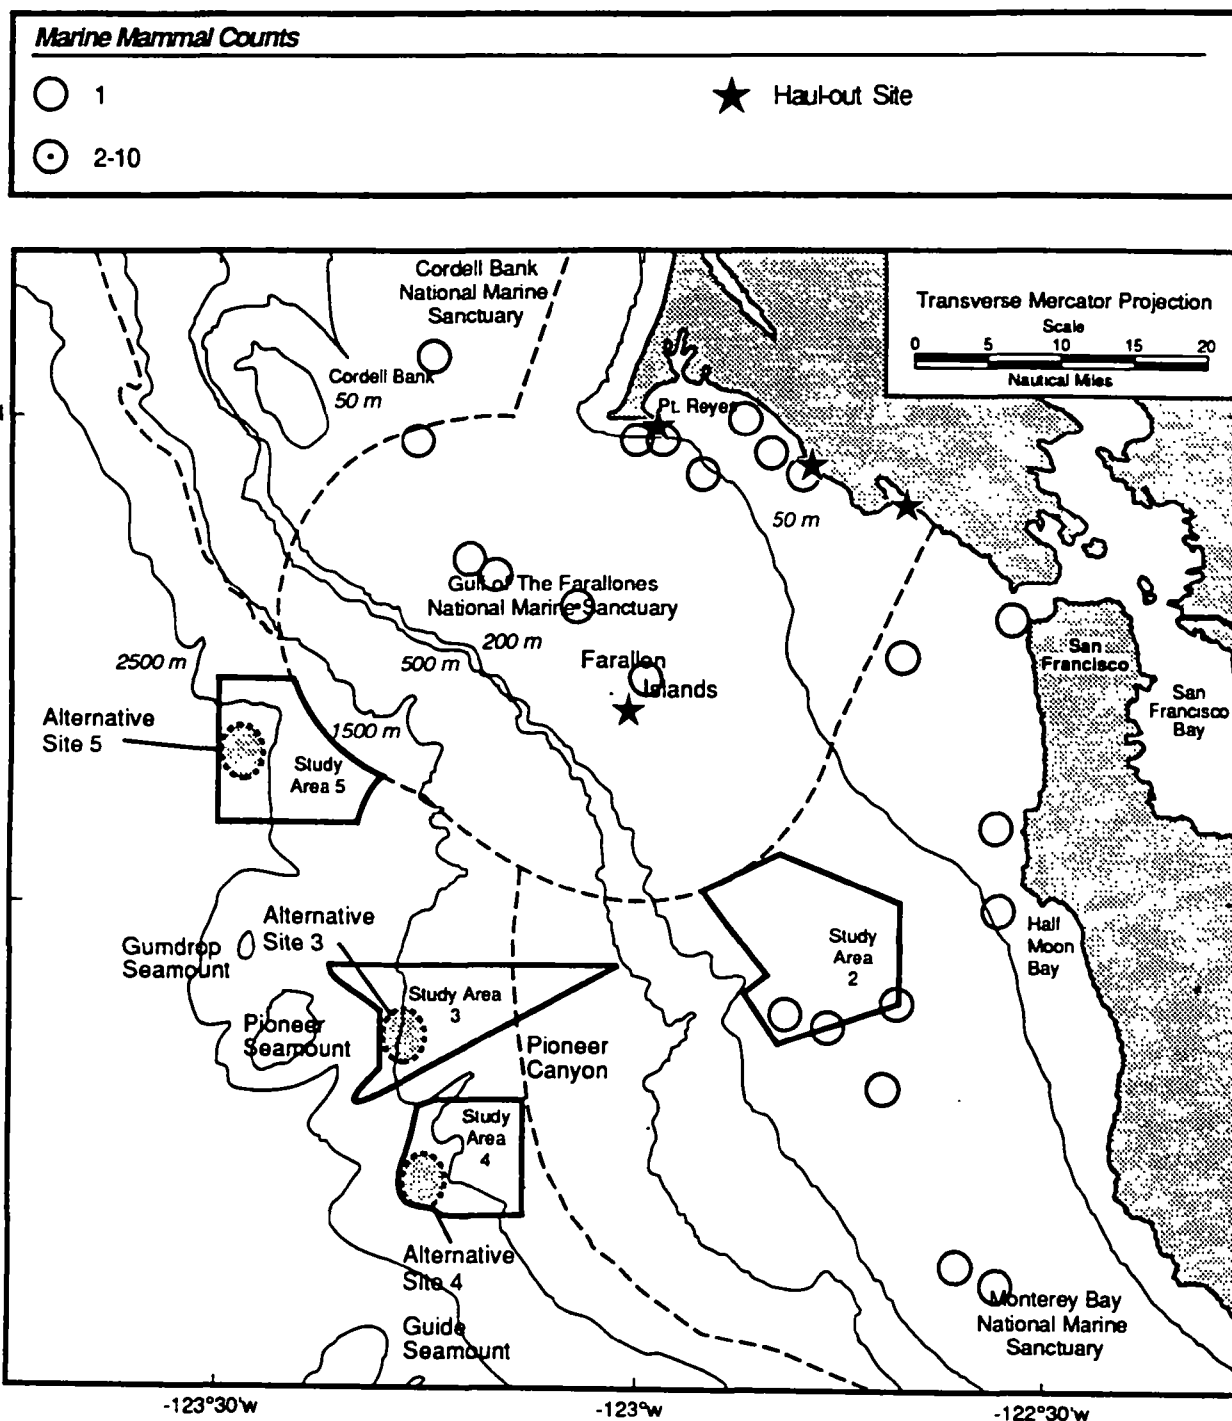 Marine Mammal Counts
1
Haul-out Site
2-10
Cordell Bank
National Marine
Sanctuary
Transverse Mercator Projection
Scale
0 5 10 15 20
Nautical Miles
Cordell Bank
50 m
Pt. Reyes
50 m
Gulf of The Farallones
National Marine Sanctuary
200 m
500 m
2500 m
Farallon
Islands
San
Francisco
San
Francisco
Bay
Alternative
Site 5
1500 m
Study
Area 5
Alternative
Site 3
Gumdrop
Seamount
Study
Area
2
Half
Moon
Bay
Study Area
3
Pioneer
Seamount
Pioneer
Canyon
Study
Area
4
Alternative
Site 4
Guide
Seamount
Monterey Bay
National Marine
Sanctuary
-123°30'W
-123°W
-122°30'W